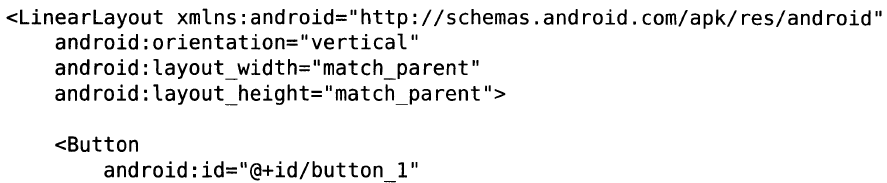 <LinearLayout xmlns:android="http://schemas.android.com/apk/res/android"
    android:orientation="vertical"
    android:layout_width="match_parent"
    android:layout_height="match_parent">

    <Button
        android:id="@+id/button_1"